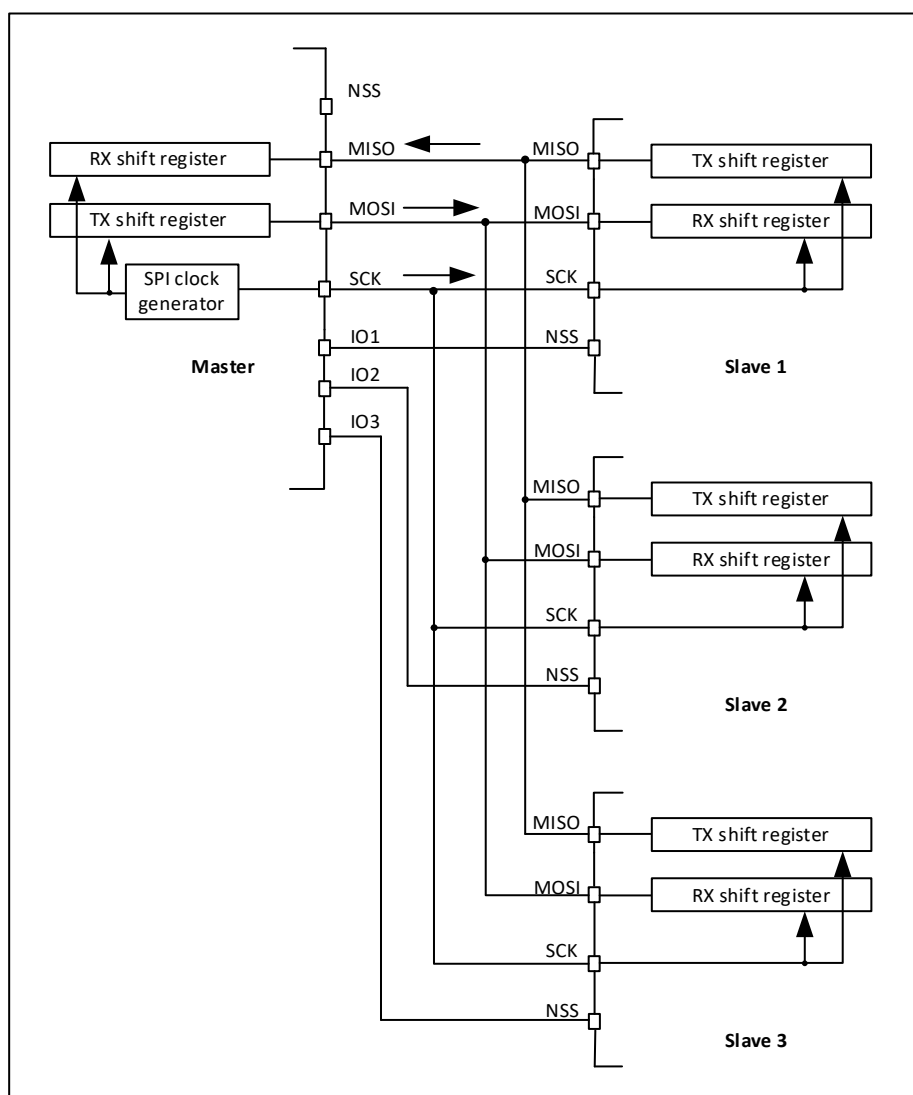 NSS
RX shift register
MISO
MISO
TX shift register
TX shift register
MOSI
MOSI
RX shift register
SPI clock
generator
SCK
SCK
IO1
NSS
Master
Slave 1
IO2
IO3
MISO
TX shift register
MOSI
RX shift register
SCK
NSS
Slave 2
MISO
TX shift register
MOSI
RX shift register
SCK
NSS
Slave 3